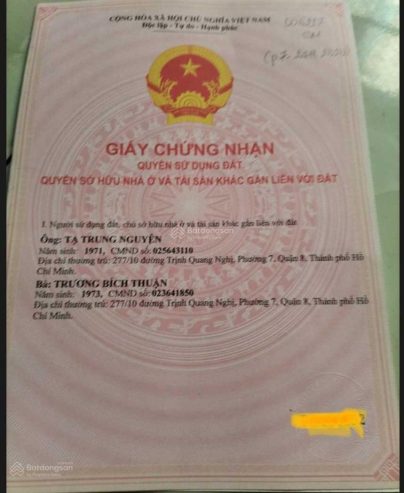 CỘNG HÒA XÃ HỘI CHỦ NGHĨA VIỆT NAM
Độc lập - Tự do - Hạnh phúc
GIẤY CHỨNG NHẬN
QUYỀN SỬ DỤNG ĐẤT
QUYỀN SỞ HỮU NHÀ Ở VÀ TÀI SẢN KHÁC GẮN LIỀN VỚI ĐẤT
I. Người sử dụng đất, chủ sở hữu nhà ở và tài sản khác gắn liền với đất
Ông: TẠ TRUNG NGUYỆN
Năm sinh: 1971, CMND số: 025643110
Địa chỉ thường trú: 277/10 đường Trịnh Quang Nghị, Phường 7, Quận 8, Thành phố Hồ
Chí Minh.
Bà: TRƯƠNG BÍCH THUẬN
Năm sinh: 1973, CMND số: 023641850
Địa chỉ thường trú: 277/10 đường Trịnh Quang Nghị, Phường 7, Quận 8, Thành phố Hồ
Chí Minh.
Batdongsan
Batdongsan
Batdongsan